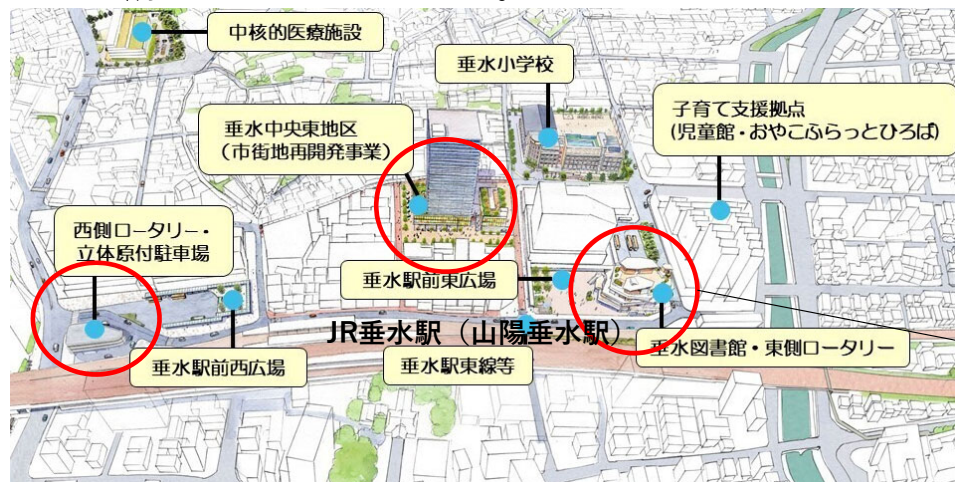 中核的医療施設
垂水小学校
子育て支援拠点
(児童館・おやこふらっとひろば)
垂水中央東地区
（市街地再開発事業）
西側ロータリー・
立体原付駐車場
垂水駅前東広場
JR垂水駅（山陽垂水駅）
垂水図書館・東側ロータリー
垂水駅前西広場
垂水駅東線等